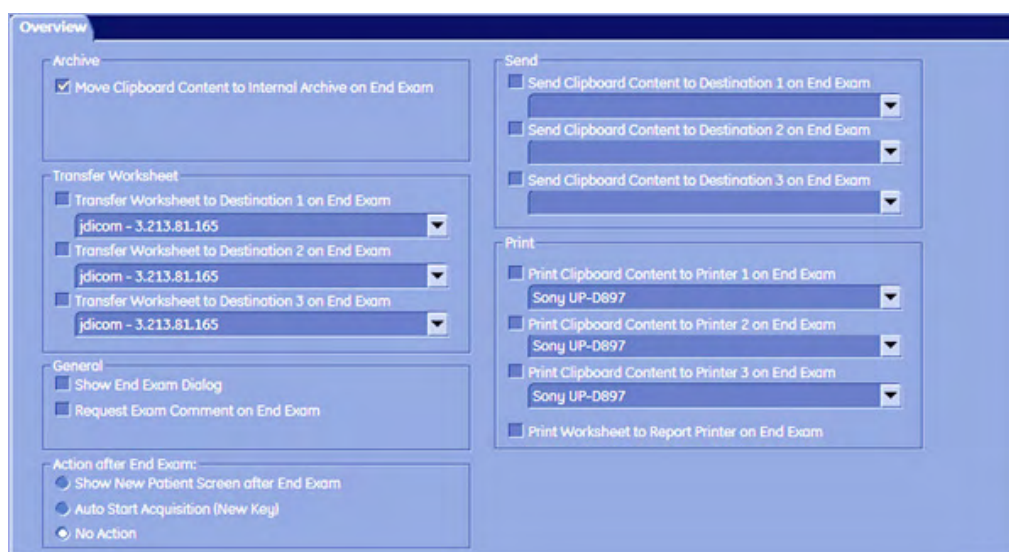 Overview
Archive
Move Clipboard Content to Internal Archive on End Exam
Transfer Worksheet
Transfer Worksheet to Destination 1 on End Exam
jdicom - 3.213.81.165
Transfer Worksheet to Destination 2 on End Exam
jdicom - 3.213.81.165
Transfer Worksheet to Destination 3 on End Exam
jdicom - 3.213.81.165
General
Show End Exam Dialog
Request Exam Comment on End Exam
Action after End Exam:
Show New Patient Screen after End Exam
Auto Start Acquisition (New Key)
No Action
Send
Send Clipboard Content to Destination 1 on End Exam
Send Clipboard Content to Destination 2 on End Exam
Send Clipboard Content to Destination 3 on End Exam
Print
Print Clipboard Content to Printer 1 on End Exam
Sony UP-D897
Print Clipboard Content to Printer 2 on End Exam
Sony UP-D897
Print Clipboard Content to Printer 3 on End Exam
Sony UP-D897
Print Worksheet to Report Printer on End Exam